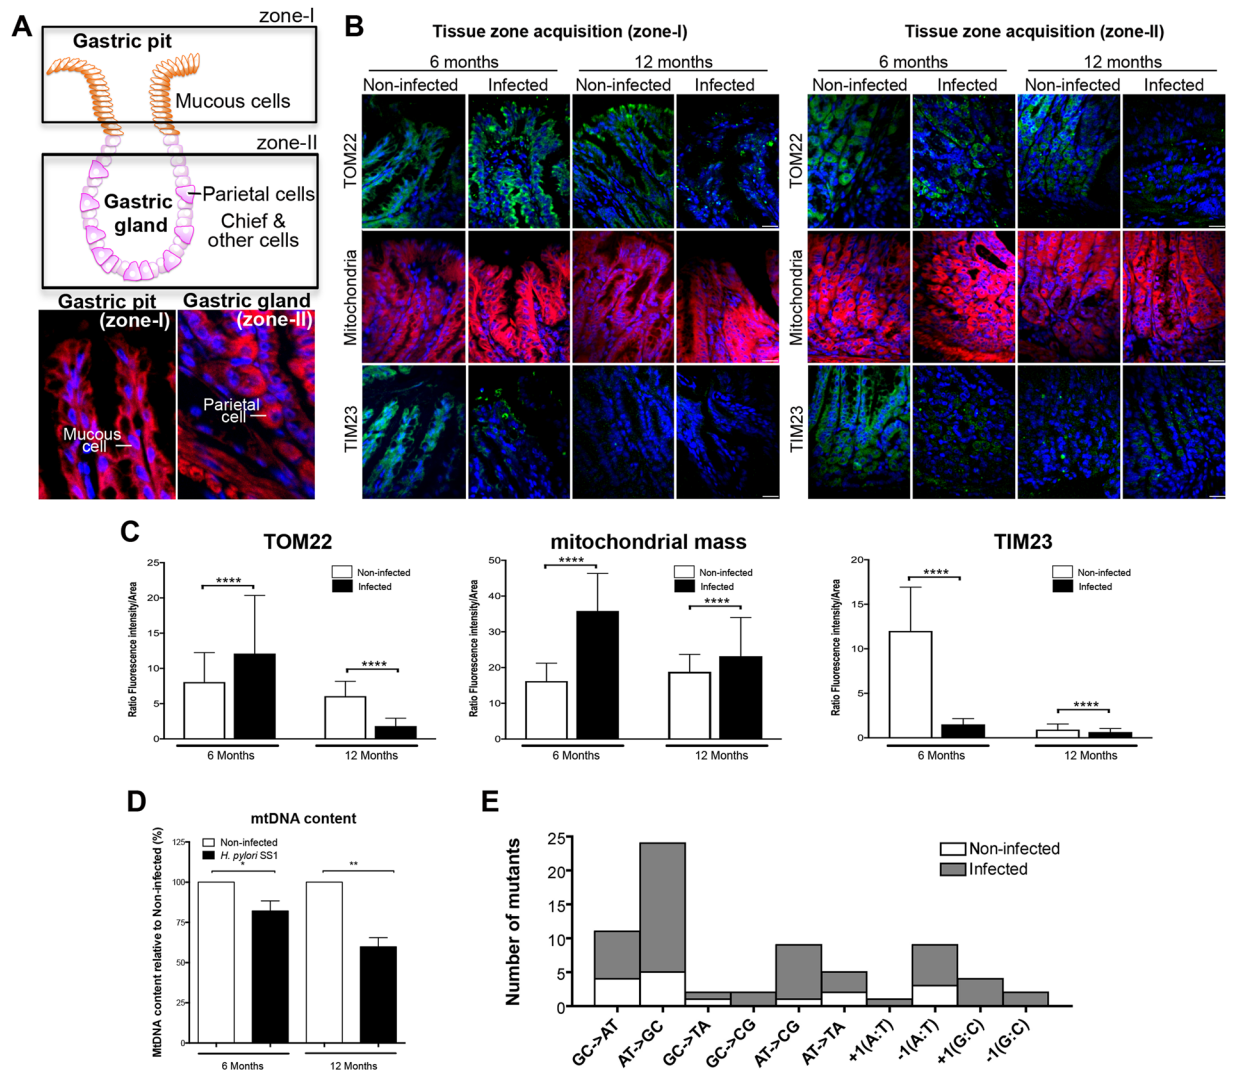 A
zone-I
Gastric pit
Mucous cells
zone-II
Parietal cells
Gastric
gland
Chief &
other cells
Gastric pit
(zone-I)
Gastric gland
(zone-II)
Mucous
cell
Parietal
cell
B
Tissue zone acquisition (zone-I)
6 months
12 months
Non-infected
Infected
Non-infected
Infected
TOM22
Mitochondria
TIM23
Tissue zone acquisition (zone-II)
6 months
12 months
Non-infected
Infected
Non-infected
Infected
TOM22
Mitochondria
TIM23
C
TOM22
Ratio Fluorescence intensity/Area
25
20
15
10
5
0
Non-infected
Infected
****
****
6 Months
12 Months
mitochondrial mass
Ratio Fluorescence intensity/Area
50
40
30
20
10
0
Non-infected
Infected
****
****
6 Months
12 Months
TIM23
Ratio Fluorescence intensity/Area
20
15
10
5
0
Non-infected
Infected
****
****
6 Months
12 Months
D
mtDNA content
MtDNA content relative to Non-infected (%)
125
100
75
50
25
0
Non-infected
H. pylori SS1
*
**
6 Months
12 Months
E
Number of mutants
25
20
15
10
5
0
Non-infected
Infected
GC->AT
AT->GC
GC->TA
GC->CG
AT->CG
AT->TA
+1(A:T)
-1(A:T)
+1(G:C)
-1(G:C)